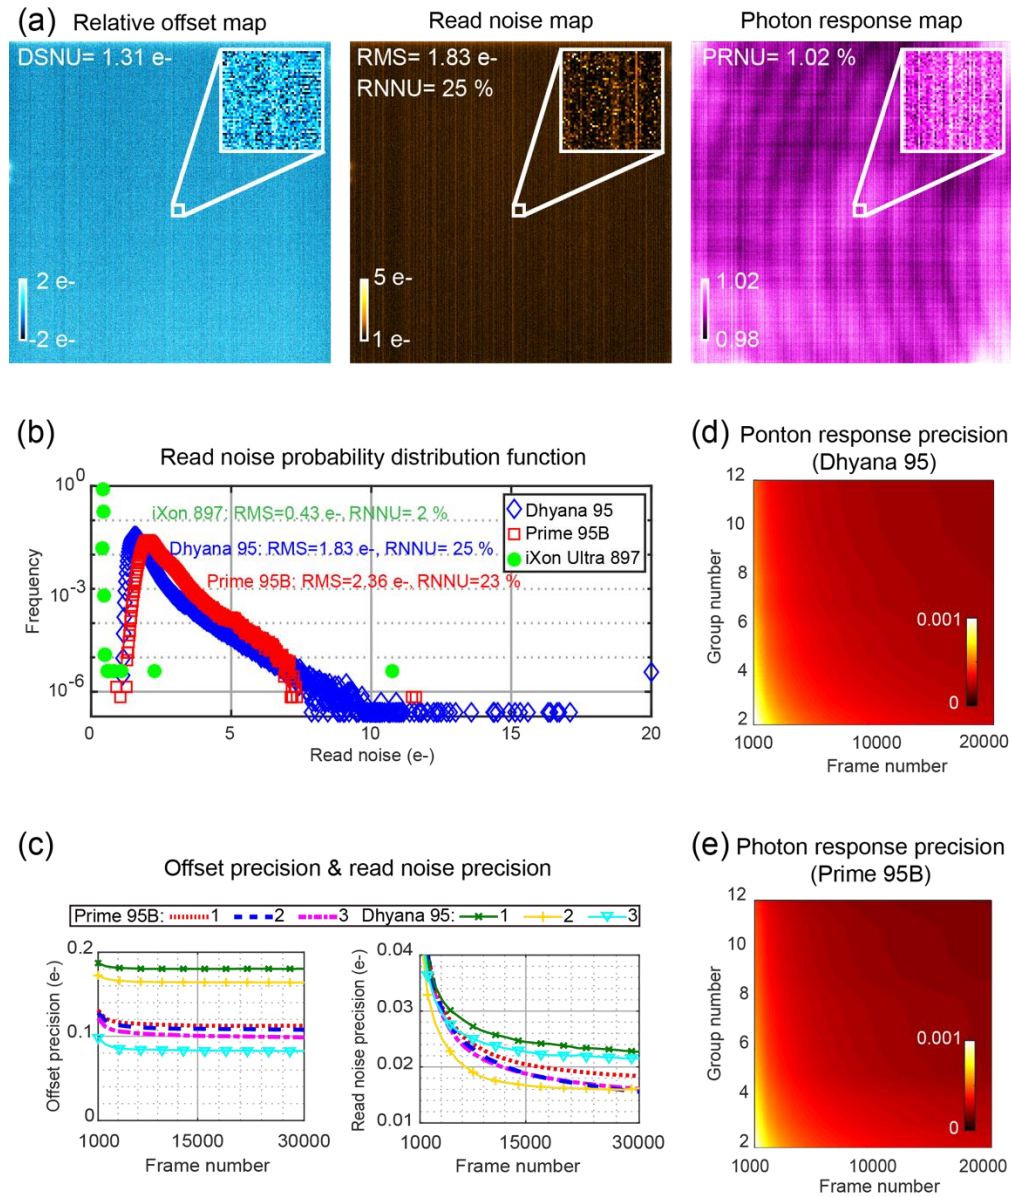 (a) Relative offset map
Read noise map
Photon response map
DSNU= 1.31 e-
RMS = 1.83 e-
RNNU= 25 %
PRNU= 1.02 %
2 e-
-2 e-
5 e-
1 e-
1.02
0.98
(b)
Read noise probability distribution function
10^0
10^-3
10^-6
Frequency
iXon 897: RMS=0.43 e-, RNNU= 2 %
Dhyana 95: RMS=1.83 e-, RNNU= 25 %
Prime 95B: RMS=2.36 e-, RNNU=23 %
Dhyana 95
Prime 95B
iXon Ultra 897
0 5 10 15 20
Read noise (e-)
(d) Ponton response precision
(Dhyana 95)
12
10
8
6
4
2
Group number
0.001
0
1000 10000 20000
Frame number
(c)
Offset precision & read noise precision
Prime 95B: 1 2 3 Dhyana 95: 1 2 3
0.2
0.1
0
Offset precision (e-)
1000 15000 30000
Frame number
0.04
0.03
0.02
0.01
Read noise precision (e-)
1000 15000 30000
Frame number
(e) Photon response precision
(Prime 95B)
12
10
8
6
4
2
Group number
0.001
0
1000 10000 20000
Frame number